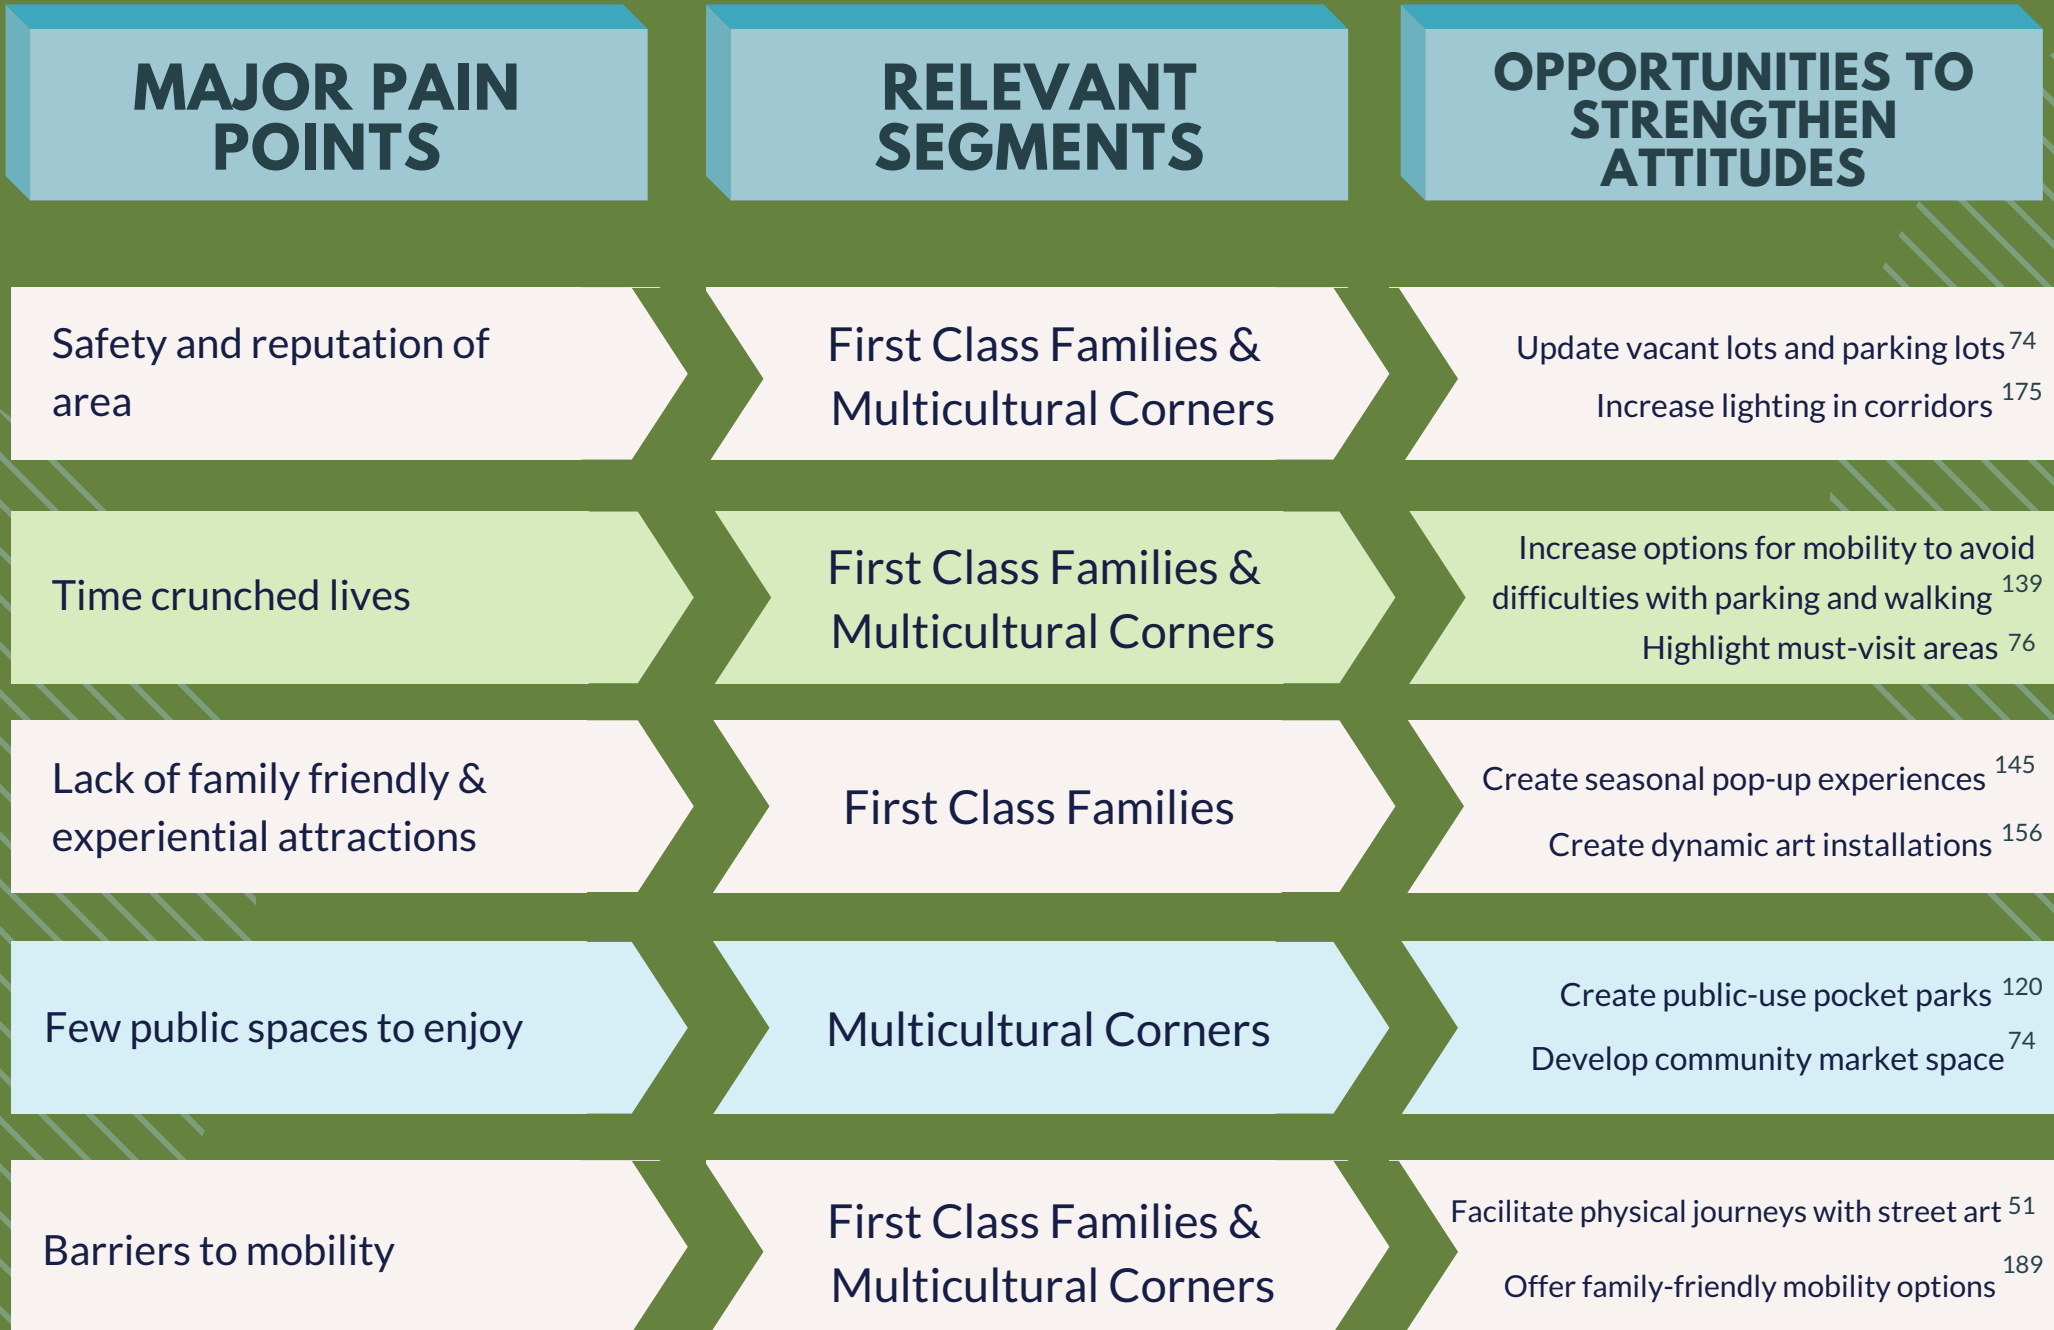 MAJOR PAIN
POINTS
RELEVANT
SEGMENTS
OPPORTUNITIES TO
STRENGTHEN
ATTITUDES
Safety and reputation of
area
First Class Families &
Multicultural Corners
Update vacant lots and parking lots 74
Increase lighting in corridors 175
Time crunched lives
First Class Families &
Multicultural Corners
Increase options for mobility to avoid
difficulties with parking and walking 139
Highlight must-visit areas 76
Lack of family friendly &
experiential attractions
First Class Families
Create seasonal pop-up experiences 145
Create dynamic art installations 156
Few public spaces to enjoy
Multicultural Corners
Create public-use pocket parks 120
Develop community market space 74
Barriers to mobility
First Class Families &
Multicultural Corners
Facilitate physical journeys with street art 51
Offer family-friendly mobility options 189